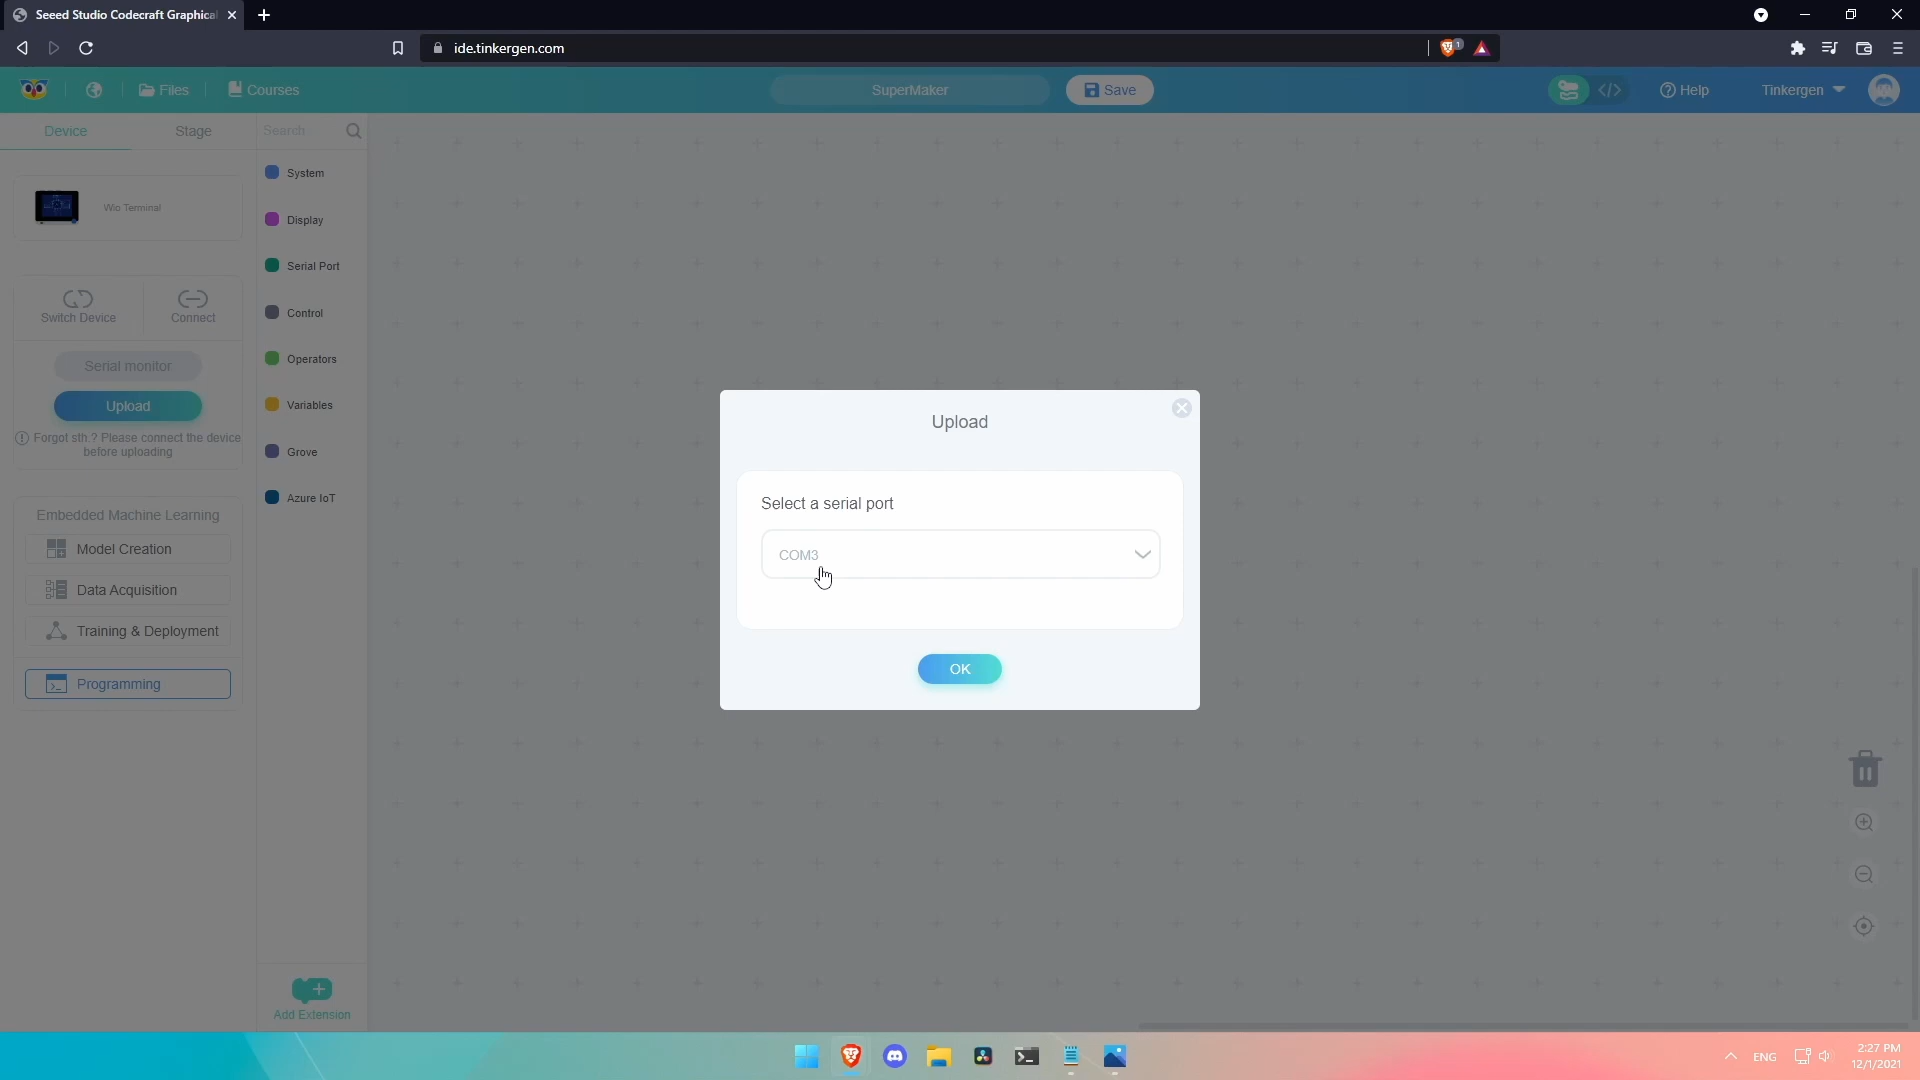 Seeed Studio Codecraft Graphical
ide.tinkergen.com
1
Files
Courses
SuperMaker
Save
Help
Tinkergen
Device
Stage
Search
Wio Terminal
Switch Device
Connect
Serial monitor
Upload
Forgot sth.? Please connect the device
before uploading
Embedded Machine Learning
Model Creation
Data Acquisition
Training & Deployment
Programming
System
Display
Serial Port
Control
Operators
Variables
Grove
Azure IoT
Add Extension
Upload
Select a serial port
COM3
OK
ENG
2:27 PM
12/1/2021